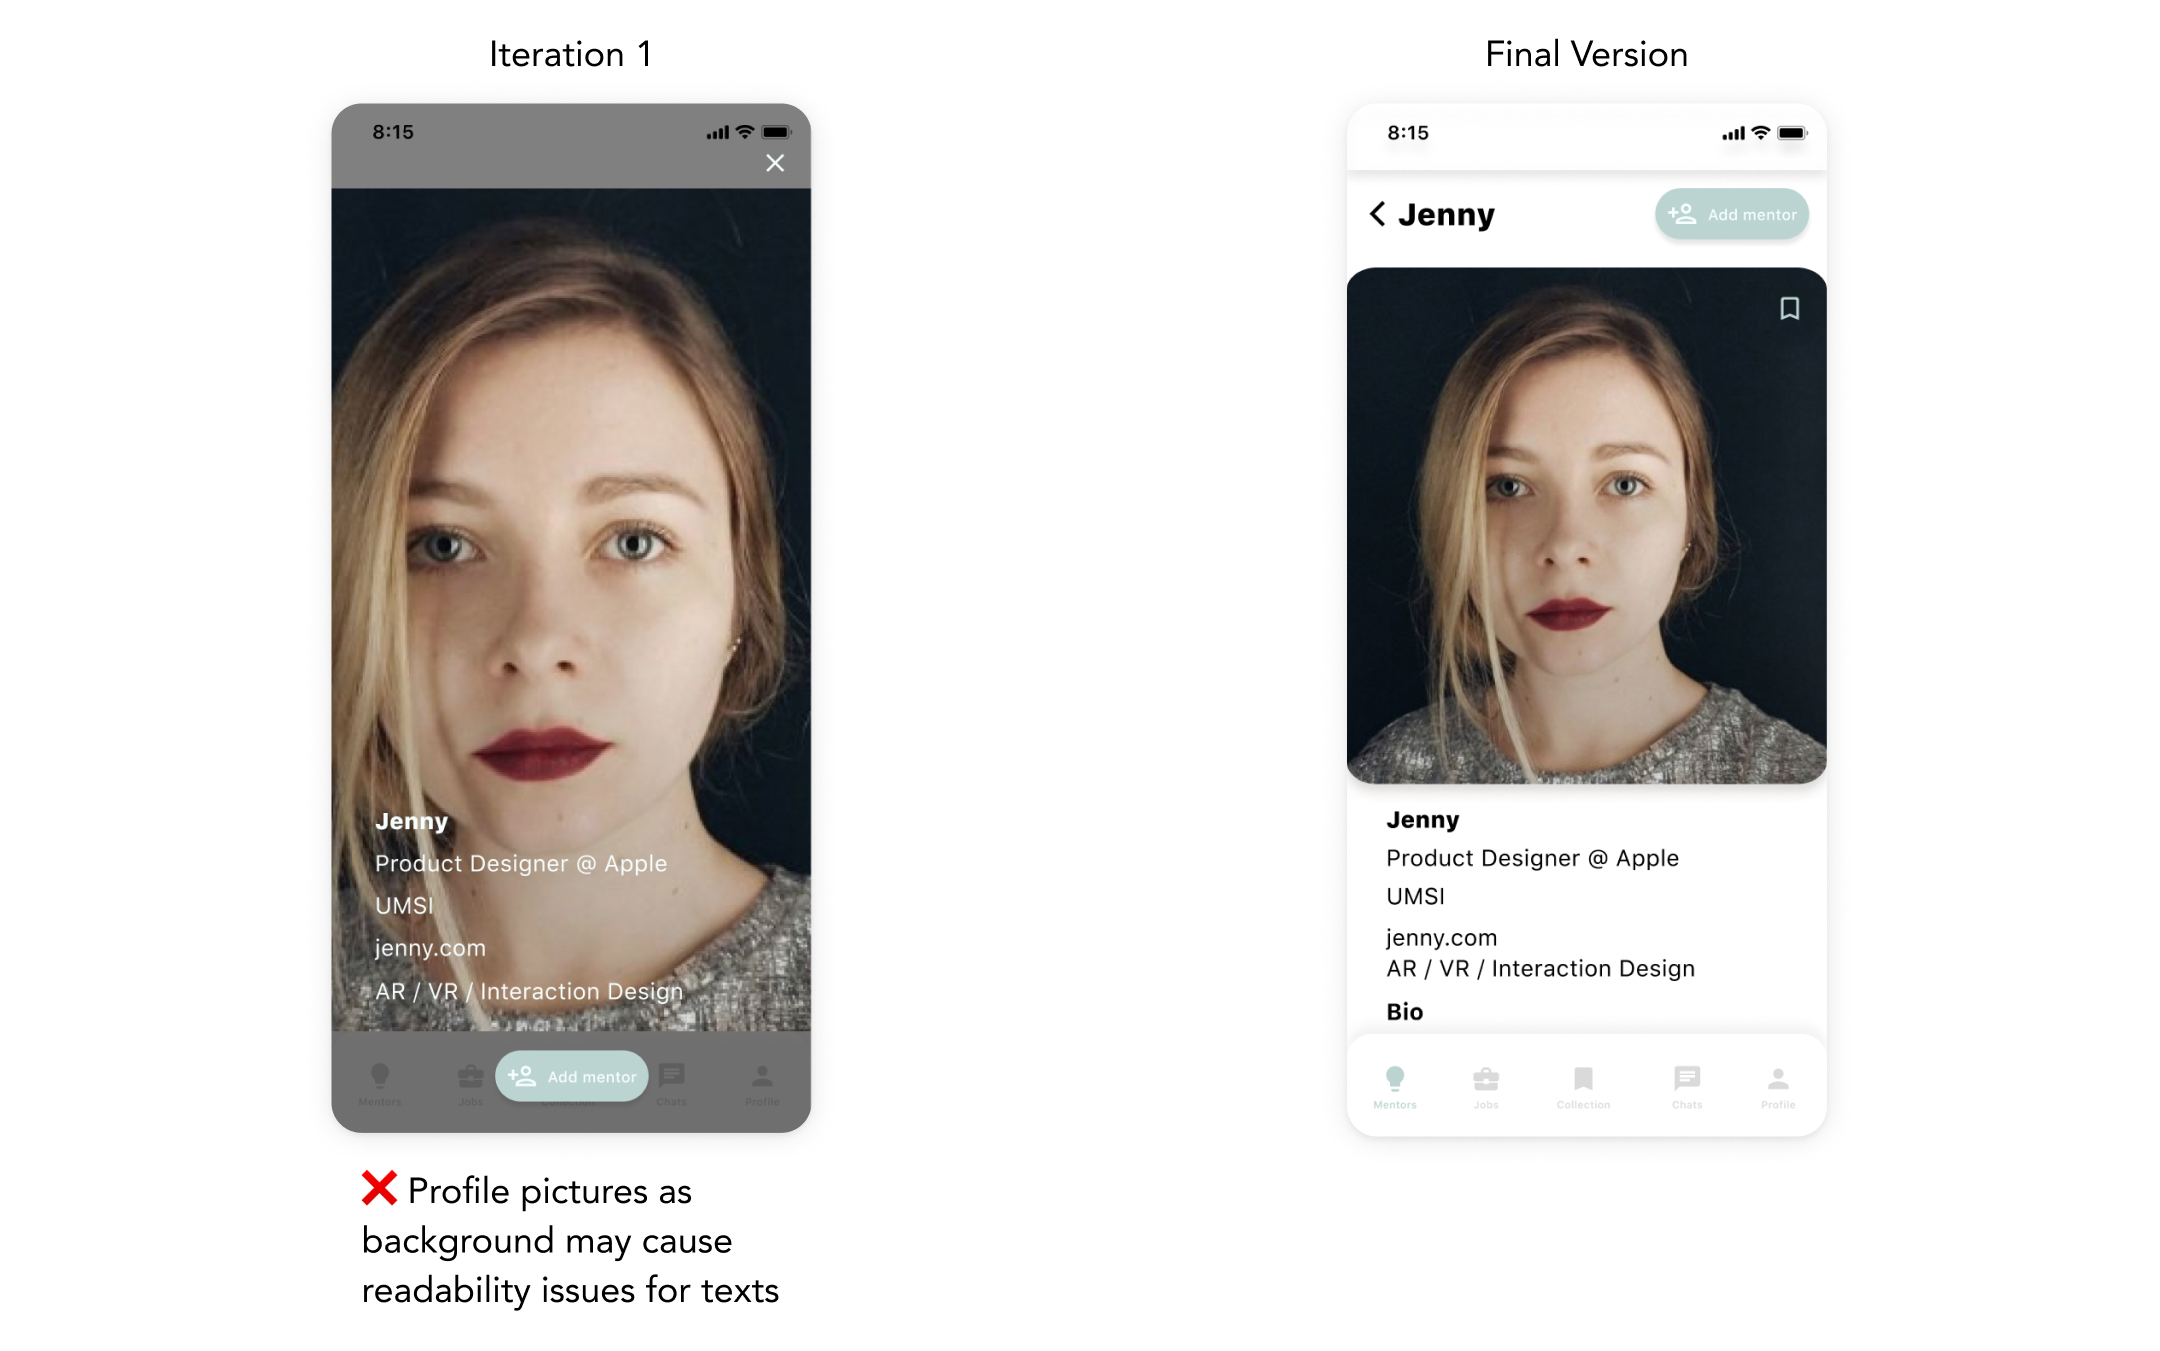 Iteration 1
8:15
Jenny
Product Designer @ Apple
UMSI
jenny.com
AR / VR / Interaction Design
Add mentor
Mentors
Jobs
Collection
Chats
Profile
❌ Profile pictures as
background may cause
readability issues for texts
Final Version
8:15
Jenny
Add mentor
Jenny
Product Designer @ Apple
UMSI
jenny.com
AR / VR / Interaction Design
Bio
Mentors
Jobs
Collection
Chats
Profile